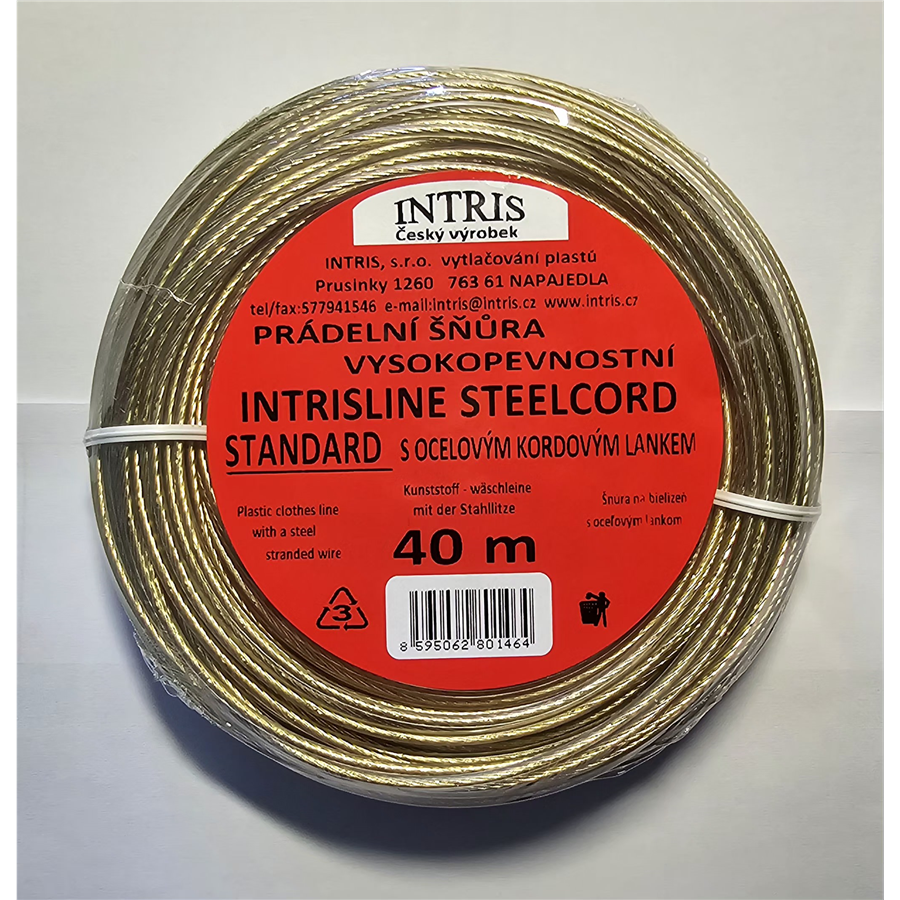 INTRIS
Český výrobek
INTRIS, s.r.o. vytlačování plastů
Prusinky 1260 763 61 NAPAJEDLA
tel/fax:577941546 e-mail:intris@intris.cz www.intris.cz
PRÁDELNÍ ŠŇŮRA
VYSOKOPEVNOSTNÍ
INTRISLINE STEELCORD
STANDARD S OCELOVÝM KORDOVÝM LANKEM
Plastic clothes line
with a steel
stranded wire
Kunststoff - wäschleine
mit der Stahllitze
Šnura na bielizeň
s oceľovým lankom
40 m
3
8 595062 801464